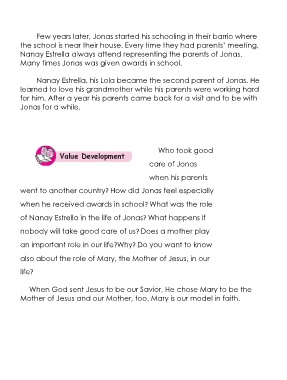 Few years later, Jonas started his schooling in their barrio where
the school is near their house. Every time they had parents' meeting,
Nanay Estrella always attend representing the parents of Jonas.
Many times Jonas was given awards in school.
Nanay Estrella, his Lola became the second parent of Jonas. He
learned to love his grandmother while his parents were working hard
for him. After a year his parents came back for a visit and to be with
Jonas for a while.
Value Development
Who took good
care of Jonas
when his parents
went to another country? How did Jonas feel especially
when he received awards in school? What was the role
of Nanay Estrella in the life of Jonas? What happens if
nobody will take good care of us? Does a mother play
an important role in our life?Why? Do you want to know
also about the role of Mary, the Mother of Jesus, in our
life?
When God sent Jesus to be our Savior, He chose Mary to be the
Mother of Jesus and our Mother, too. Mary is our model in faith.